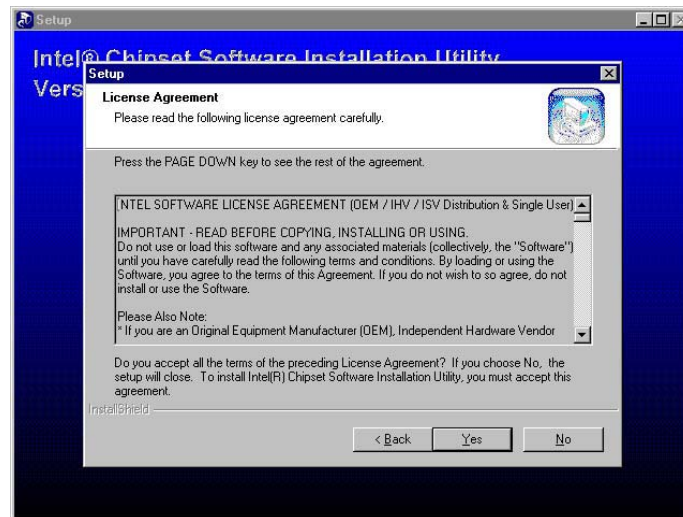 Setup
Intel® Chipset Software Installation Utility
Vers
Setup
License Agreement
Please read the following license agreement carefully.
Press the PAGE DOWN key to see the rest of the agreement.
INTEL SOFTWARE LICENSE AGREEMENT (OEM / IHV / ISV Distribution & Single User)
IMPORTANT - READ BEFORE COPYING, INSTALLING OR USING.
Do not use or load this software and any associated materials (collectively, the "Software")
until you have carefully read the following terms and conditions. By loading or using the
Software, you agree to the terms of this Agreement. If you do not wish to so agree, do not
install or use the Software.
Please Also Note:
* If you are an Original Equipment Manufacturer (OEM), Independent Hardware Vendor
Do you accept all the terms of the preceding License Agreement? If you choose No, the
setup will close. To install Intel(R) Chipset Software Installation Utility, you must accept this
agreement.
InstallShield
< Back Yes No